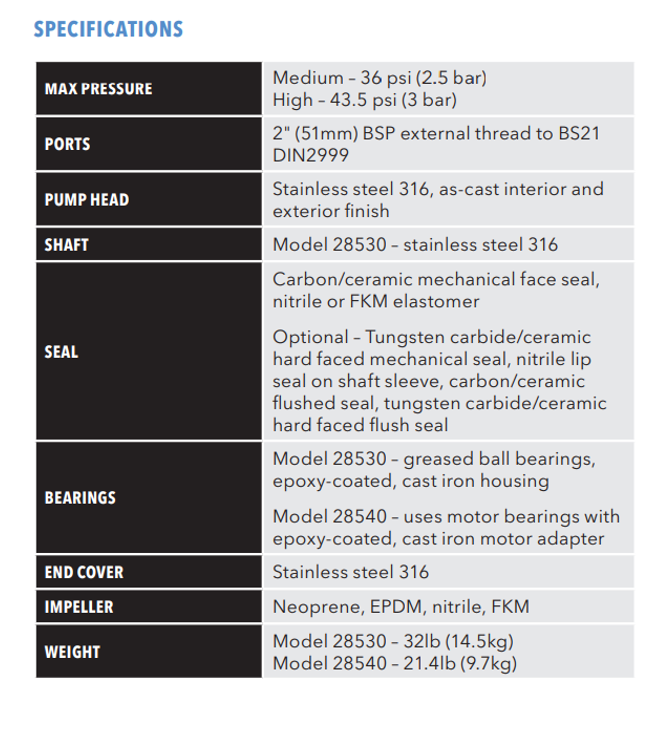 SPECIFICATIONS
MAX PRESSURE
Medium – 36 psi (2.5 bar)
High – 43.5 psi (3 bar)
PORTS
2" (51mm) BSP external thread to BS21
DIN2999
PUMP HEAD
Stainless steel 316, as-cast interior and
exterior finish
SHAFT
Model 28530 – stainless steel 316
SEAL
Carbon/ceramic mechanical face seal,
nitrile or FKM elastomer
Optional – Tungsten carbide/ceramic
hard faced mechanical seal, nitrile lip
seal on shaft sleeve, carbon/ceramic
flushed seal, tungsten carbide/ceramic
hard faced flush seal
BEARINGS
Model 28530 – greased ball bearings,
epoxy-coated, cast iron housing
Model 28540 – uses motor bearings with
epoxy-coated, cast iron motor adapter
END COVER
Stainless steel 316
IMPELLER
Neoprene, EPDM, nitrile, FKM
WEIGHT
Model 28530 – 32lb (14.5kg)
Model 28540 – 21.4lb (9.7kg)